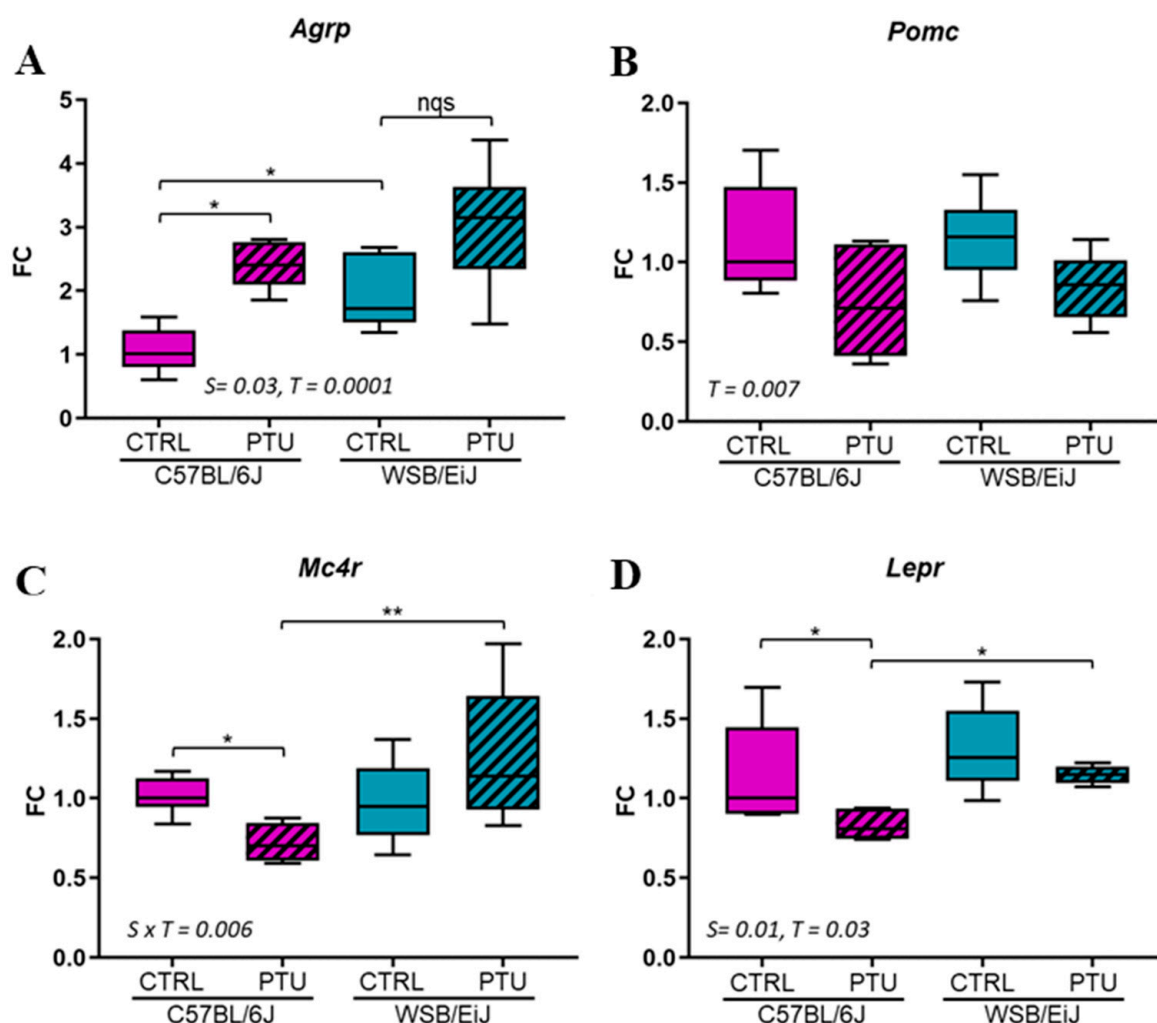 A
Agrp
5
4
3
2
1
0
FC
*
*
nqs
S= 0.03, T = 0.0001
CTRL PTU CTRL PTU
C57BL/6J WSB/EiJ
B
Pomc
2.0
1.5
1.0
0.5
0.0
FC
T = 0.007
CTRL PTU CTRL PTU
C57BL/6J WSB/EiJ
C
Mc4r
2.0
1.5
1.0
0.5
0.0
FC
**
*
S x T = 0.006
CTRL PTU CTRL PTU
C57BL/6J WSB/EiJ
D
Lepr
2.0
1.5
1.0
0.5
0.0
FC
*
*
S= 0.01, T = 0.03
CTRL PTU CTRL PTU
C57BL/6J WSB/EiJ